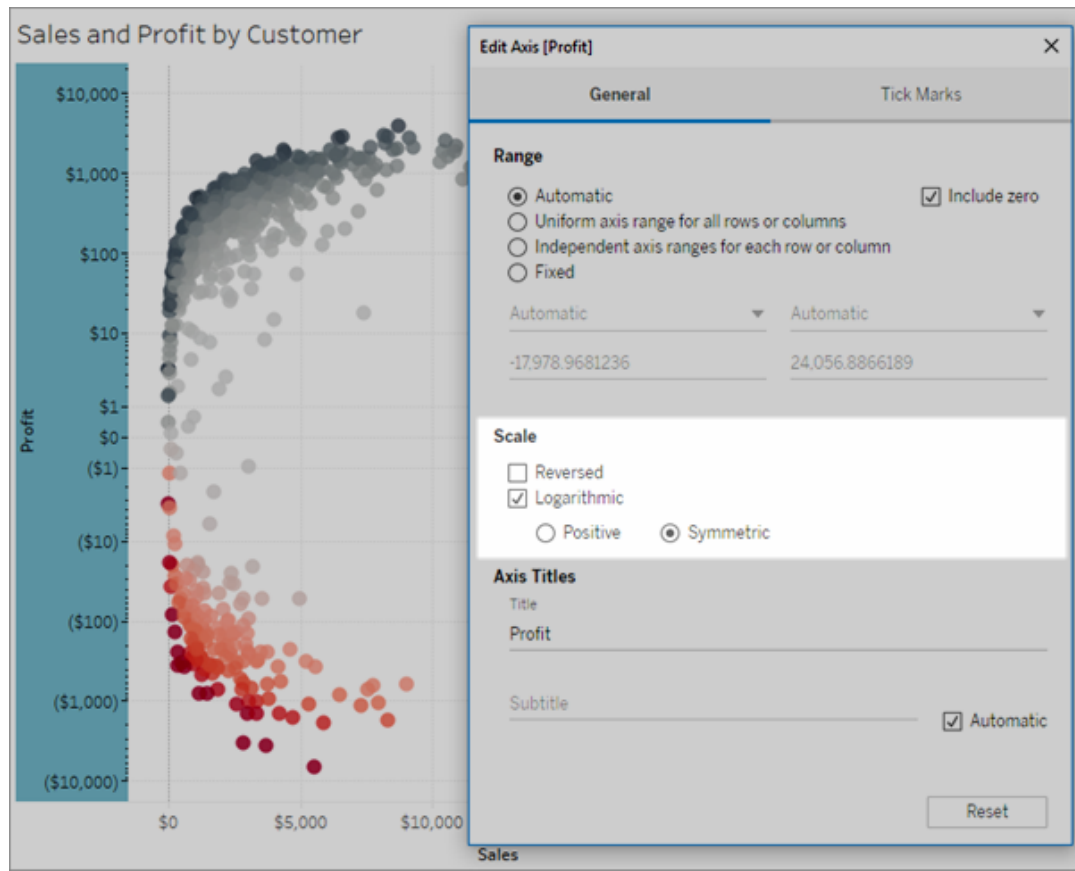 Sales and Profit by Customer
$10,000
$1,000
$100
$10
$1
$0
($1)
($10)
($100)
($1,000)
($10,000)
Profit
$0
$5,000
$10,000
Sales
Edit Axis [Profit]
General
Tick Marks
Range
Automatic
Include zero
Uniform axis range for all rows or columns
Independent axis ranges for each row or column
Fixed
Automatic
Automatic
-17,978.9681236
24,056.8866189
Scale
Reversed
Logarithmic
Positive
Symmetric
Axis Titles
Title
Profit
Subtitle
Automatic
Reset